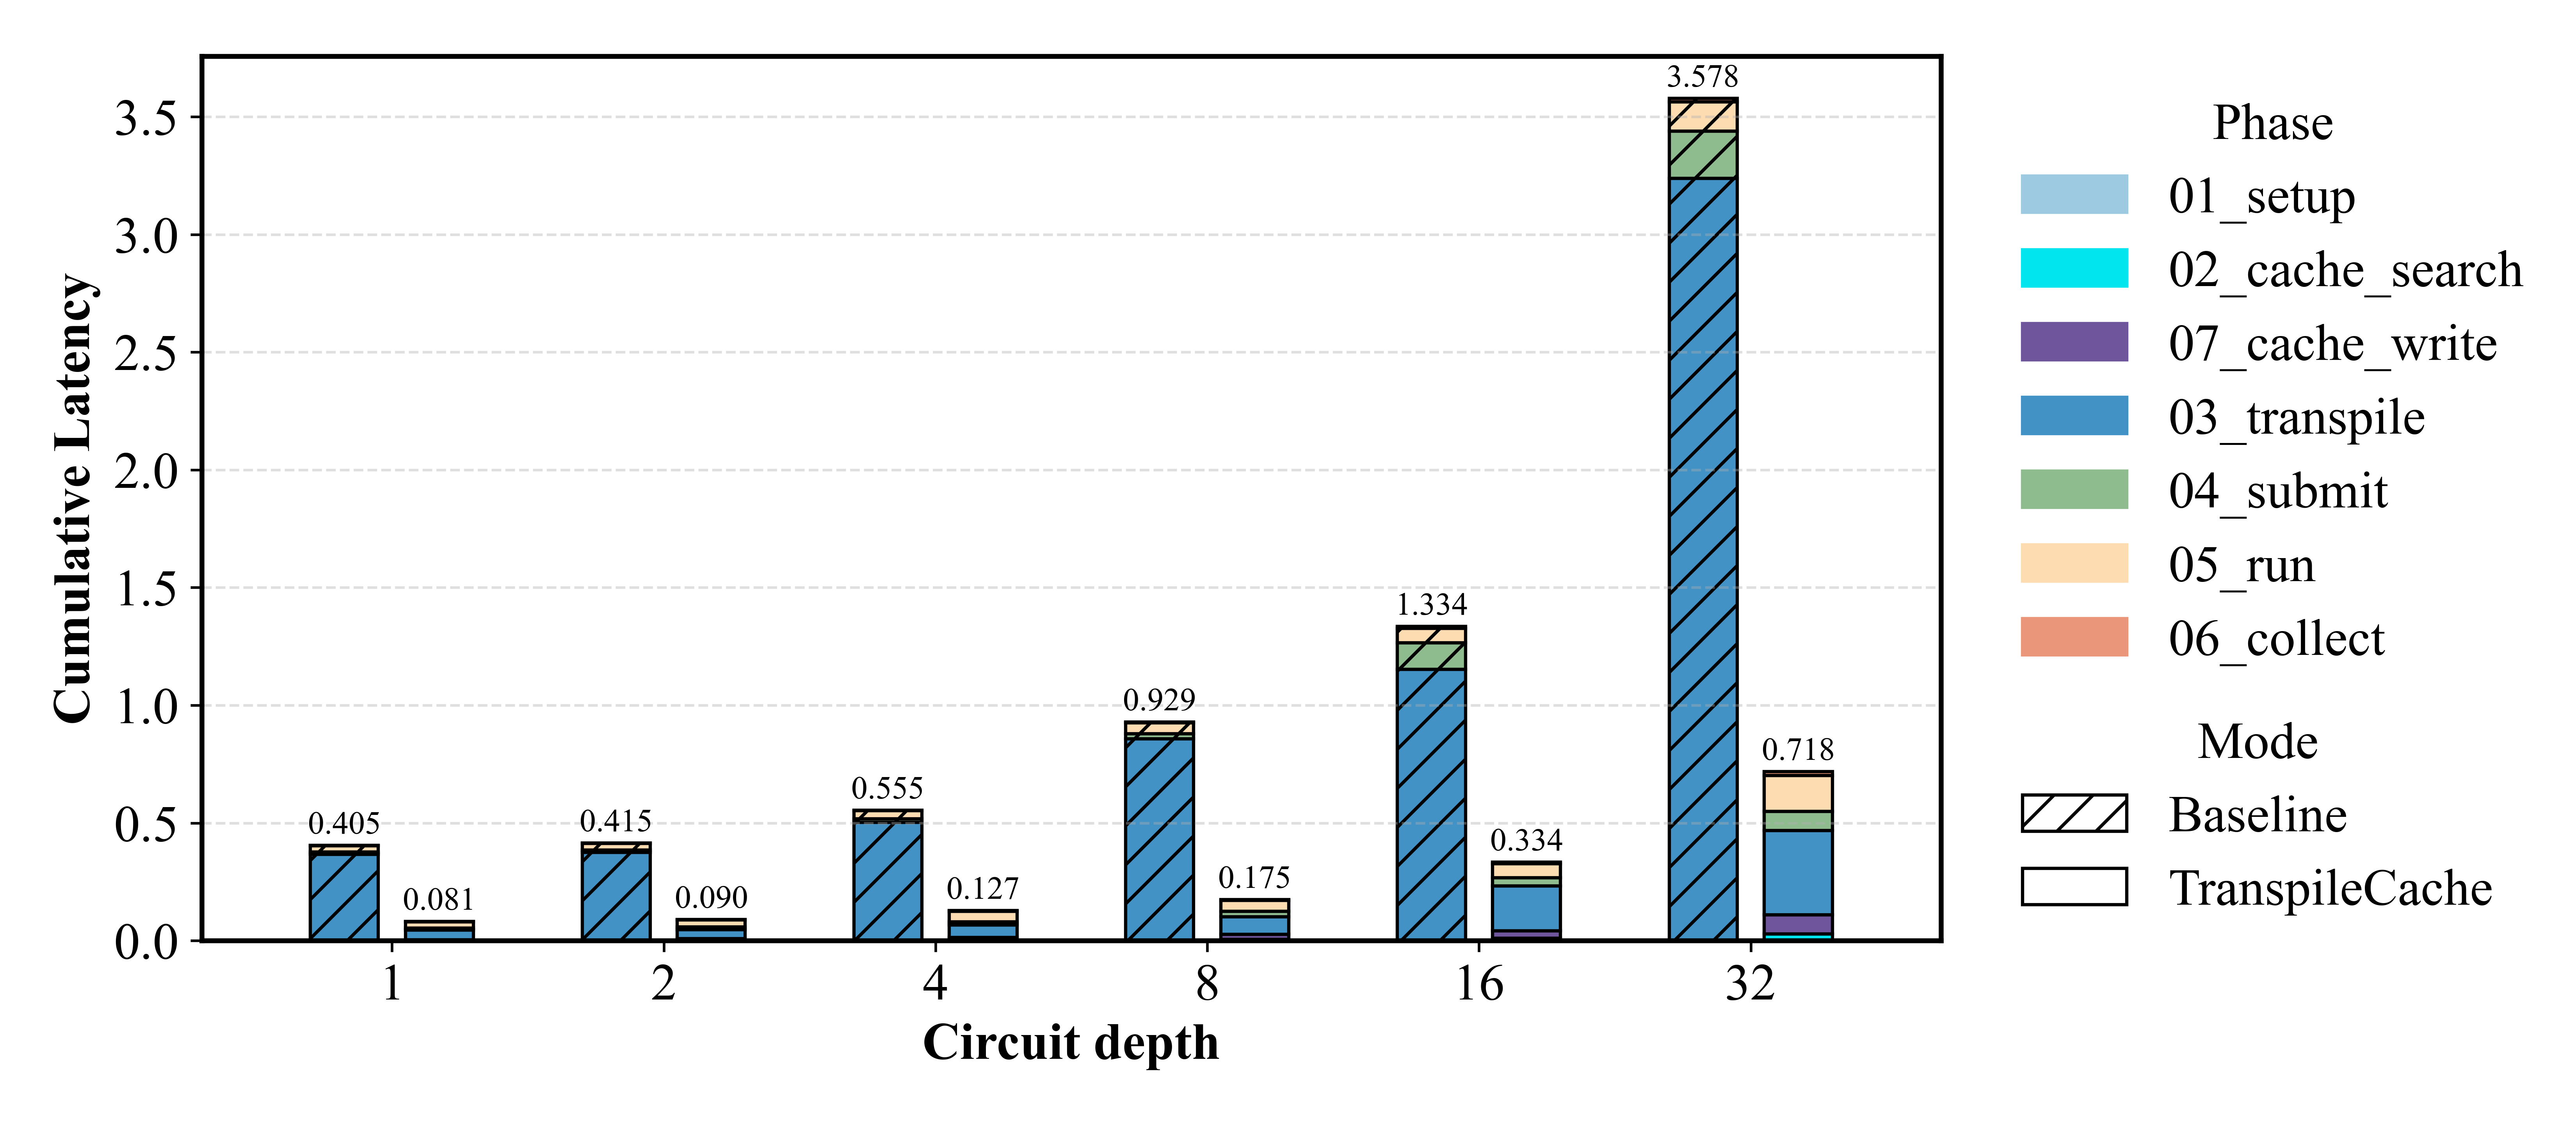 Cumulative Latency
3.5
3.0
2.5
2.0
1.5
1.0
0.5
0.0
0.405
0.081
0.415
0.090
0.555
0.127
0.929
0.175
1.334
0.334
3.578
0.718
1
2
4
8
16
32
Circuit depth
Phase
01_setup
02_cache_search
07_cache_write
03_transpile
04_submit
05_run
06_collect
Mode
Baseline
TranspileCache